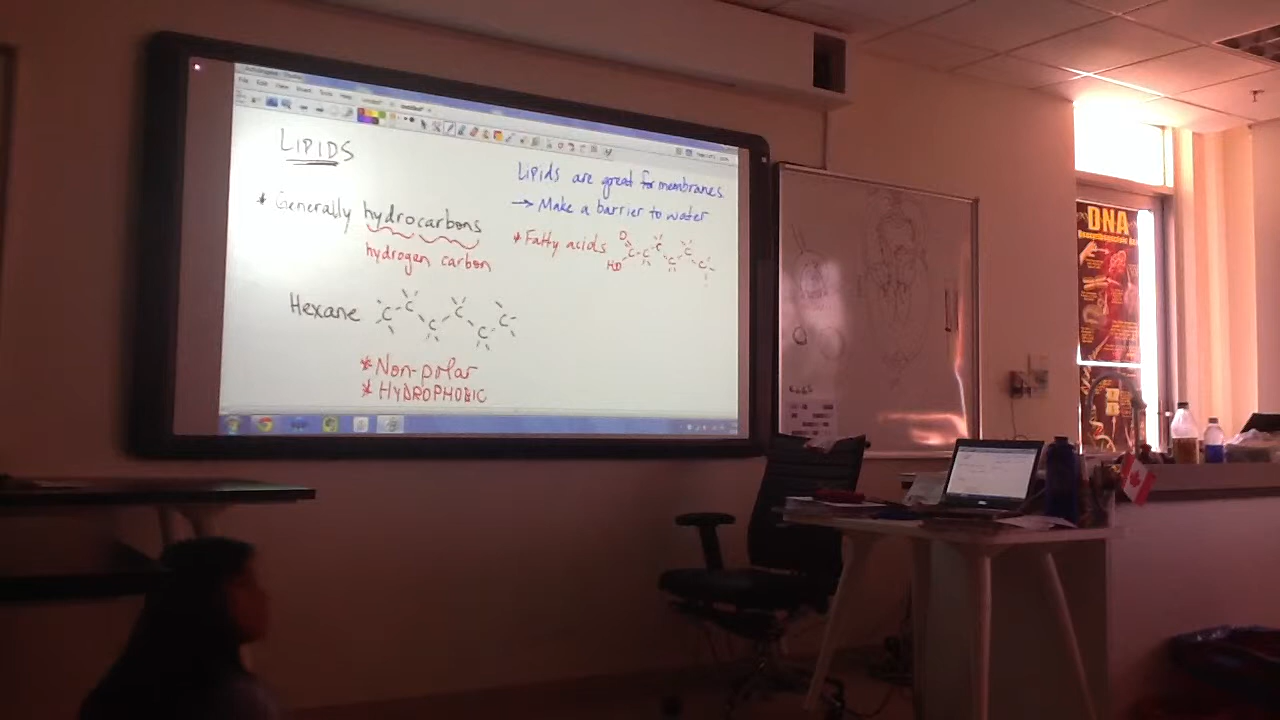 LIPIDS
* Generally hydrocarbons
hydrogen carbon
Hexane C C C C C C
* Non-polar
* HYDROPHOBIC
Lipids are great for membranes
→ Make a barrier to water
* Fatty acids O HO C C C C C C
DNA